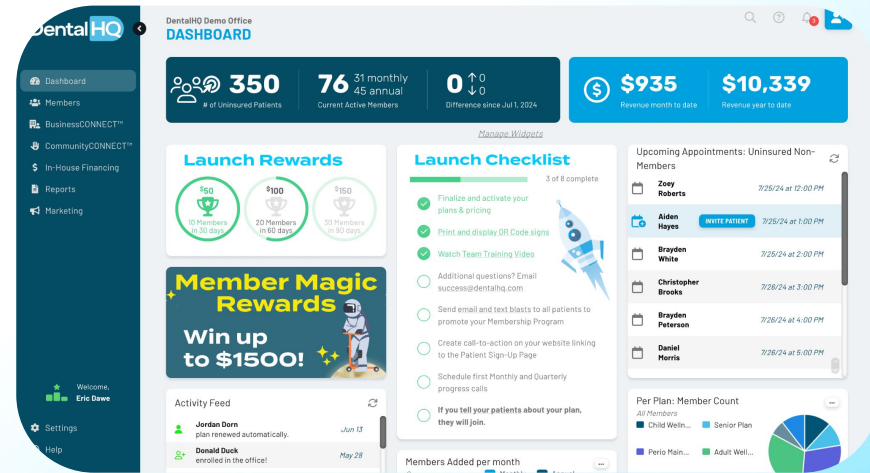 DentalHQ
DentalHQ Demo Office
DASHBOARD
3
Dashboard
Members
BusinessCONNECT™
CommunityCONNECT™
In-House Financing
Reports
Marketing
Welcome,
Eric Dawe
Settings
Help
350
# of Uninsured Patients
76
31 monthly
45 annual
Current Active Members
0
↑ 0
↓ 0
Difference since Jul 1, 2024
$935
Revenue month to date
$10,339
Revenue year to date
Manage Widgets
Launch Rewards
$50
10 Members
in 30 days
$100
20 Members
in 60 days
$150
30 Members
in 90 days
Member Magic
Rewards
Win up
to $1500!
Activity Feed
Jordan Dorn
plan renewed automatically.
Jun 13
Donald Duck
enrolled in the office!
May 28
Launch Checklist
3 of 8 complete
Finalize and activate your
plans & pricing
Print and display QR Code signs
Watch Team Training Video
Additional questions? Email
success@dentalhq.com
Send email and text blasts to all patients to
promote your Membership Program
Create call-to-action on your website linking
to the Patient Sign-Up Page
Schedule first Monthly and Quarterly
progress calls
If you tell your patients about your plan,
they will join.
Members Added per month
Monthly
Annual
Upcoming Appointments: Uninsured Non-
Members
Zoey
Roberts
7/25/24 at 12:00 PM
Aiden
Hayes
INVITE PATIENT
7/25/24 at 1:00 PM
Brayden
White
7/25/24 at 2:00 PM
Christopher
Brooks
7/26/24 at 3:00 PM
Brayden
Peterson
7/26/24 at 4:00 PM
Daniel
Morris
7/26/24 at 5:00 PM
Per Plan: Member Count
All Members
Child Welln...
Senior Plan
Perio Main...
Adult Well...